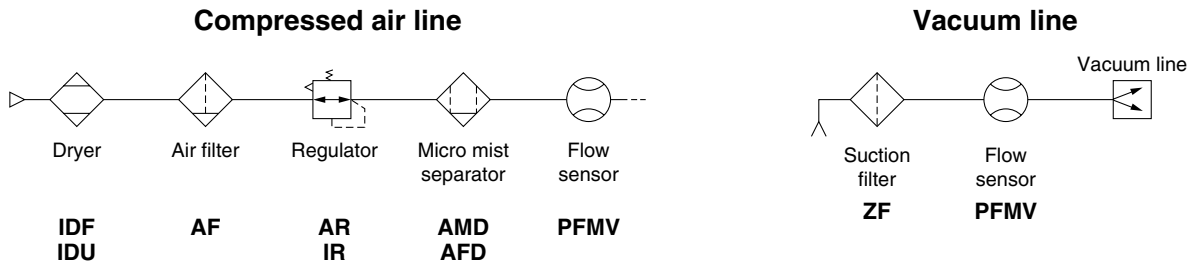 Compressed air line
Dryer
Air filter
Regulator
Micro mist
separator
Flow
sensor
IDF
IDU
AF
AR
IR
AMD
AFD
PFMV
Vacuum line
Vacuum line
Suction
filter
Flow
sensor
ZF
PFMV